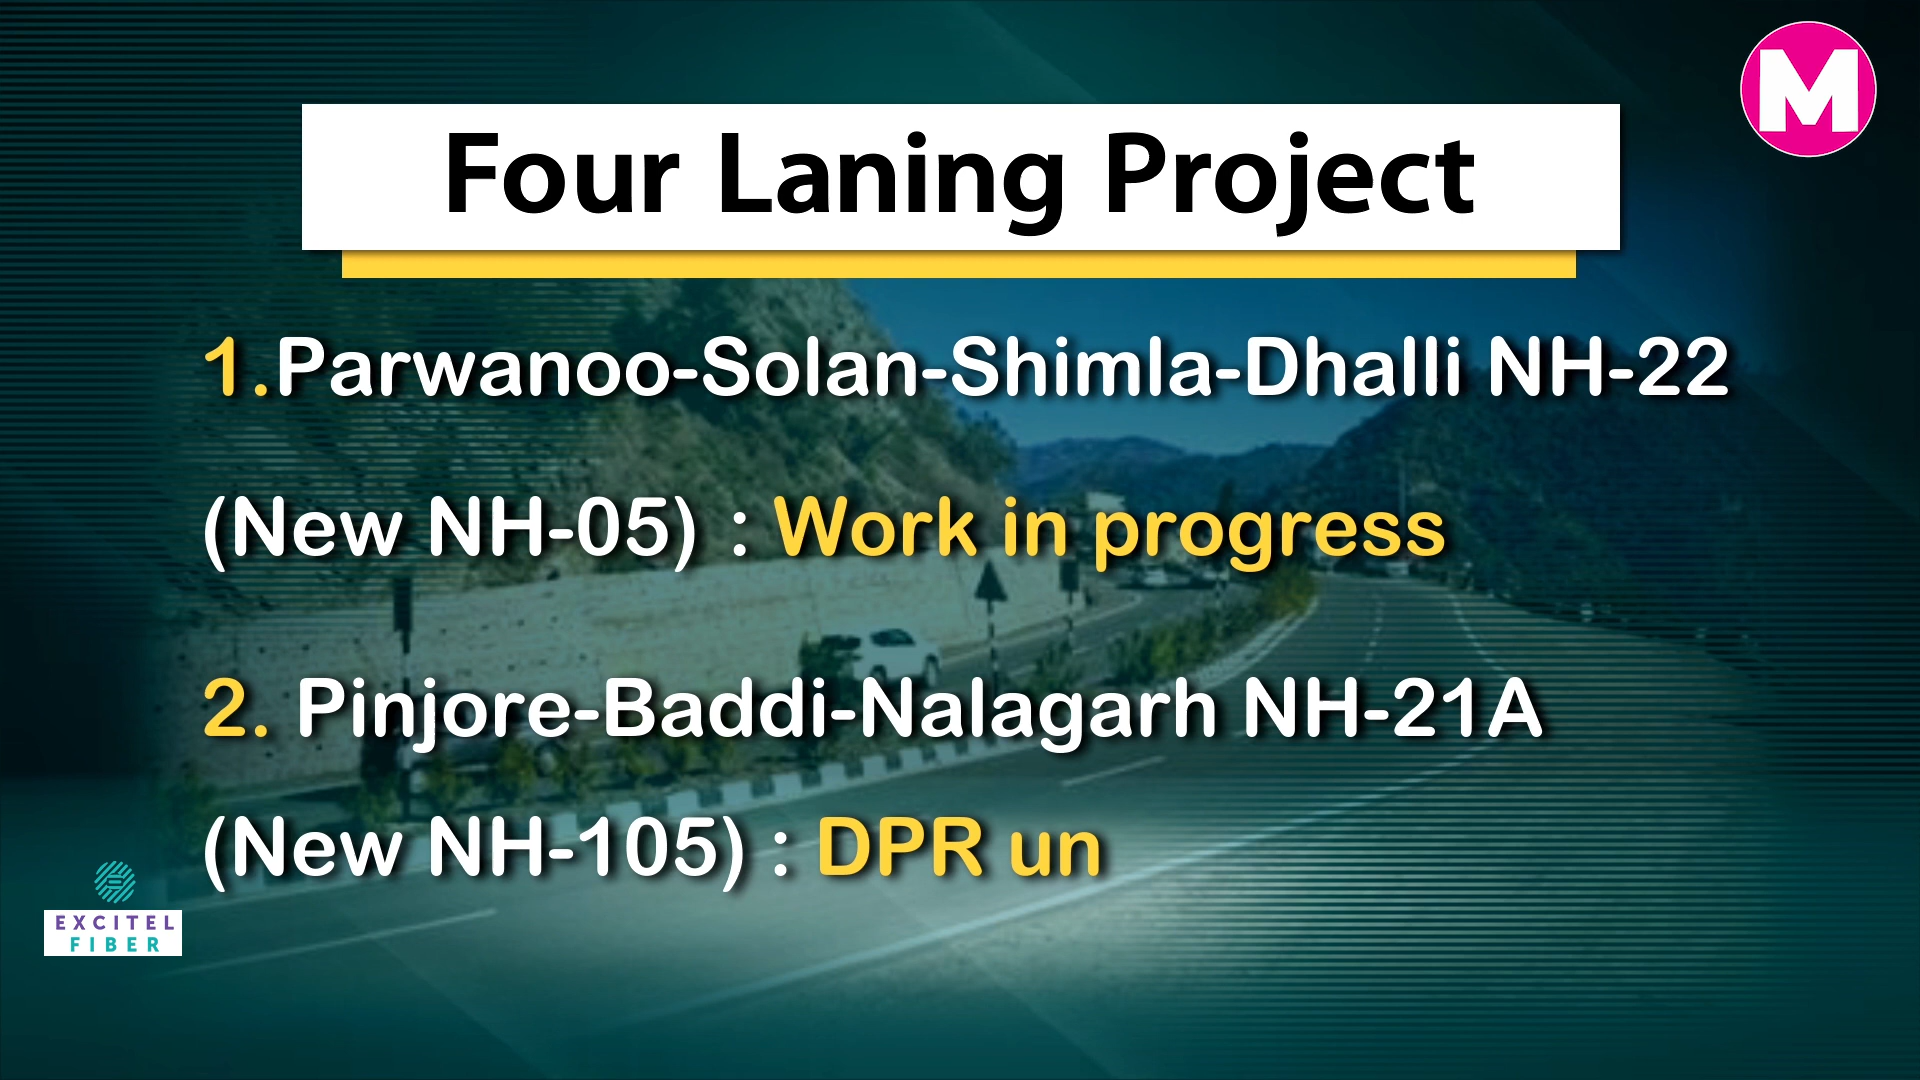 M
Four Laning Project
1.Parwanoo-Solan-Shimla-Dhalli NH-22
(New NH-05) : Work in progress
2. Pinjore-Baddi-Nalagarh NH-21A
(New NH-105) : DPR un
EXCITEL
FIBER